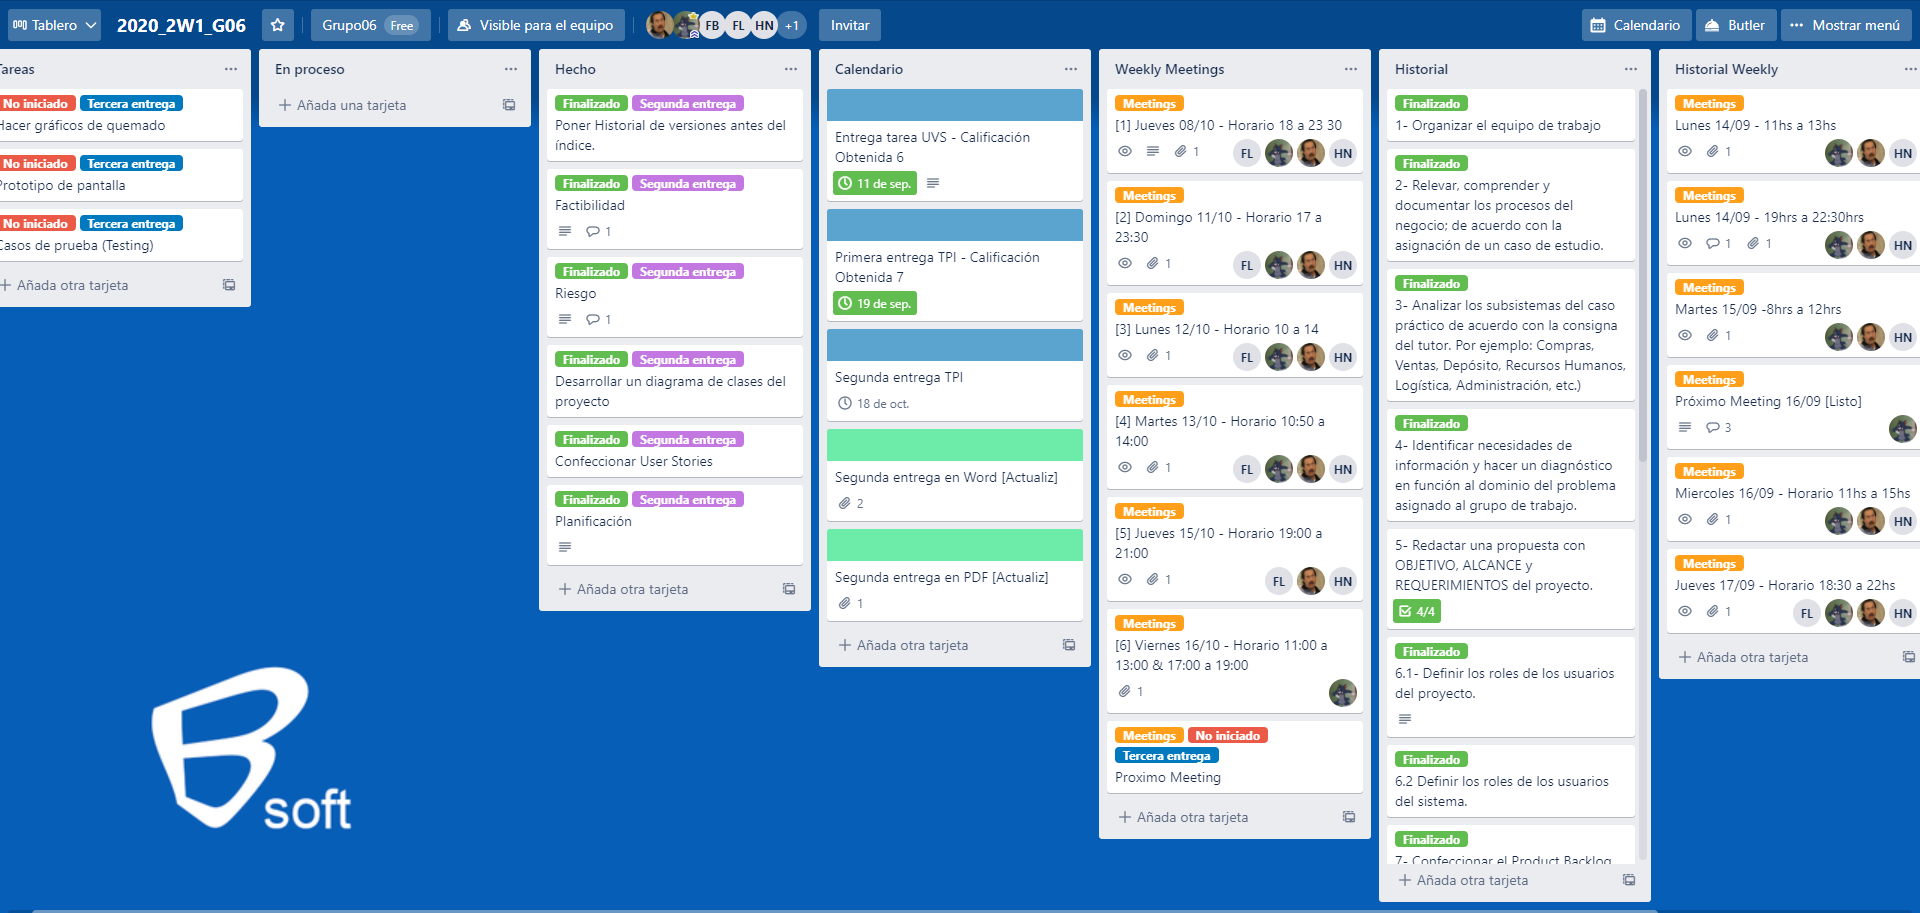 Tablero
2020_2W1_G06
Grupo06 Free
Visible para el equipo
FB
FL
HN
+1
Invitar
Calendario
Butler
Mostrar menú
Tareas
No iniciado Tercera entrega
Hacer gráficos de quemado
No iniciado Tercera entrega
Prototipo de pantalla
No iniciado Tercera entrega
Casos de prueba (Testing)
Añada otra tarjeta
En proceso
Añada una tarjeta
Hecho
Finalizado Segunda entrega
Poner Historial de versiones antes del
índice.
Finalizado Segunda entrega
Factibilidad
1
Finalizado Segunda entrega
Riesgo
1
Finalizado Segunda entrega
Desarrollar un diagrama de clases del
proyecto
Finalizado Segunda entrega
Confeccionar User Stories
Finalizado Segunda entrega
Planificación
Añada otra tarjeta
Calendario
Entrega tarea UVS - Calificación
Obtenida 6
11 de sep.
Primera entrega TPI - Calificación
Obtenida 7
19 de sep.
Segunda entrega TPI
18 de oct.
Segunda entrega en Word [Actualiz]
2
Segunda entrega en PDF [Actualiz]
1
Añada otra tarjeta
Weekly Meetings
Meetings
[1] Jueves 08/10 - Horario 18 a 23 30
1 FL HN
Meetings
[2] Domingo 11/10 - Horario 17 a
23:30
1 FL HN
Meetings
[3] Lunes 12/10 - Horario 10 a 14
1 FL HN
Meetings
[4] Martes 13/10 - Horario 10:50 a
14:00
1 FL HN
Meetings
[5] Jueves 15/10 - Horario 19:00 a
21:00
1 FL HN
Meetings
[6] Viernes 16/10 - Horario 11:00 a
13:00 & 17:00 a 19:00
1
Meetings No iniciado
Tercera entrega
Proximo Meeting
Añada otra tarjeta
Historial
Finalizado
1- Organizar el equipo de trabajo
Finalizado
2- Relevar, comprender y
documentar los procesos del
negocio; de acuerdo con la
asignación de un caso de estudio.
Finalizado
3- Analizar los subsistemas del caso
práctico de acuerdo con la consigna
del tutor. Por ejemplo: Compras,
Ventas, Depósito, Recursos Humanos,
Logística, Administración, etc.)
Finalizado
4- Identificar necesidades de
información y hacer un diagnóstico
en función al dominio del problema
asignado al grupo de trabajo.
5- Redactar una propuesta con
OBJETIVO, ALCANCE y
REQUERIMIENTOS del proyecto.
4/4
Finalizado
6.1- Definir los roles de los usuarios
del proyecto.
Finalizado
6.2 Definir los roles de los usuarios
del sistema.
Finalizado
7- Confeccionar el Product Backlog
Añada otra tarjeta
Historial Weekly
Meetings
Lunes 14/09 - 11hs a 13hs
1 HN
Meetings
Lunes 14/09 - 19hrs a 22:30hrs
1 1 HN
Meetings
Martes 15/09 -8hrs a 12hrs
1 HN
Meetings
Próximo Meeting 16/09 [Listo]
3
Meetings
Miercoles 16/09 - Horario 11hs a 15hs
1 HN
Meetings
Jueves 17/09 - Horario 18:30 a 22hs
1 FL HN
Añada otra tarjeta
B
soft